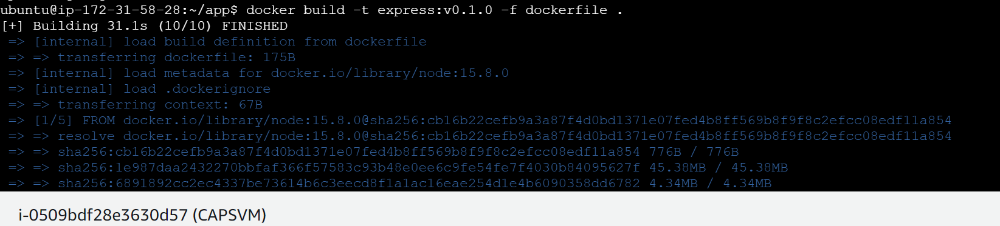 ubuntu@ip-172-31-58-28:~/app$ docker build -t express:v0.1.0 -f dockerfile .
[+] Building 31.1s (10/10) FINISHED
=> [internal] load build definition from dockerfile
=> => transferring dockerfile: 175B
=> [internal] load metadata for docker.io/library/node:15.8.0
=> [internal] load .dockerignore
=> => transferring context: 67B
=> [1/5] FROM docker.io/library/node:15.8.0@sha256:cb16b22cefb9a3a87f4d0bd1371e07fed4b8ff569b8f9f8c2efcc08edf11a854
=> => resolve docker.io/library/node:15.8.0@sha256:cb16b22cefb9a3a87f4d0bd1371e07fed4b8ff569b8f9f8c2efcc08edf11a854
=> => sha256:cb16b22cefb9a3a87f4d0bd1371e07fed4b8ff569b8f9f8c2efcc08edf11a854 776B / 776B
=> => sha256:1e987daa2432270bbfaf366f57583c93b48e0ee6c9fe54fe7f4030b84095627f 45.38MB / 45.38MB
=> => sha256:6891892cc2ec4337be73614b6c3eecd8f1a1ac16eae254d1e4b6090358dd6782 4.34MB / 4.34MB
i-0509bdf28e3630d57 (CAPSVM)